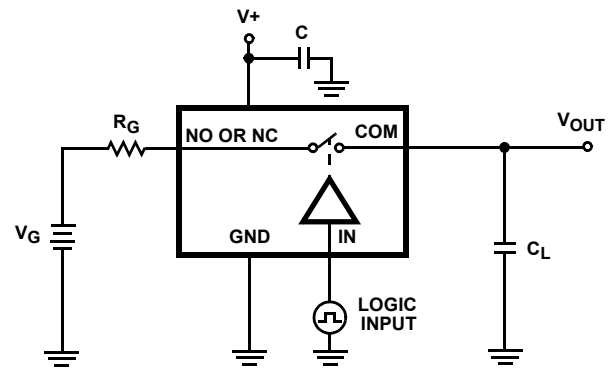 V+
C
RG
NO OR NC
COM
VOUT
VG
GND
IN
CL
LOGIC
INPUT